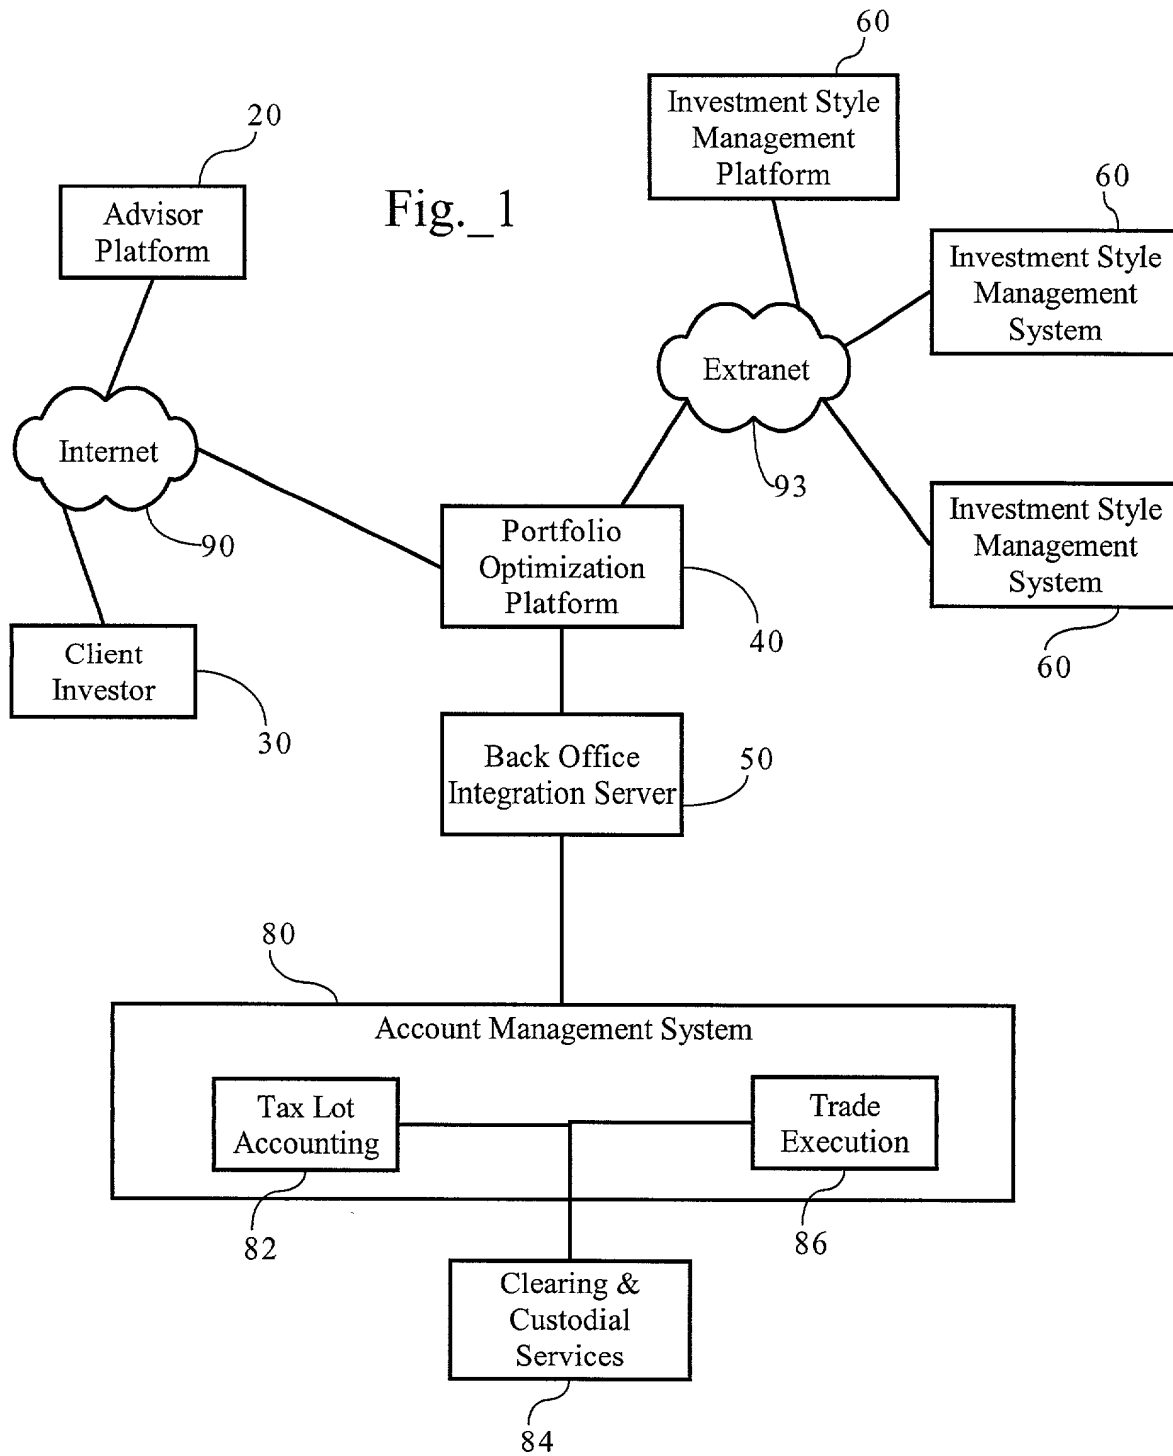 60
Investment Style
Management
Platform
20
Advisor
Platform
Fig._1
60
Investment Style
Management
System
Extranet
93
Internet
90
Investment Style
Management
System
60
Portfolio
Optimization
Platform
40
Client
Investor
30
Back Office
Integration Server
50
80
Account Management System
Tax Lot
Accounting
82
Trade
Execution
86
Clearing &
Custodial
Services
84